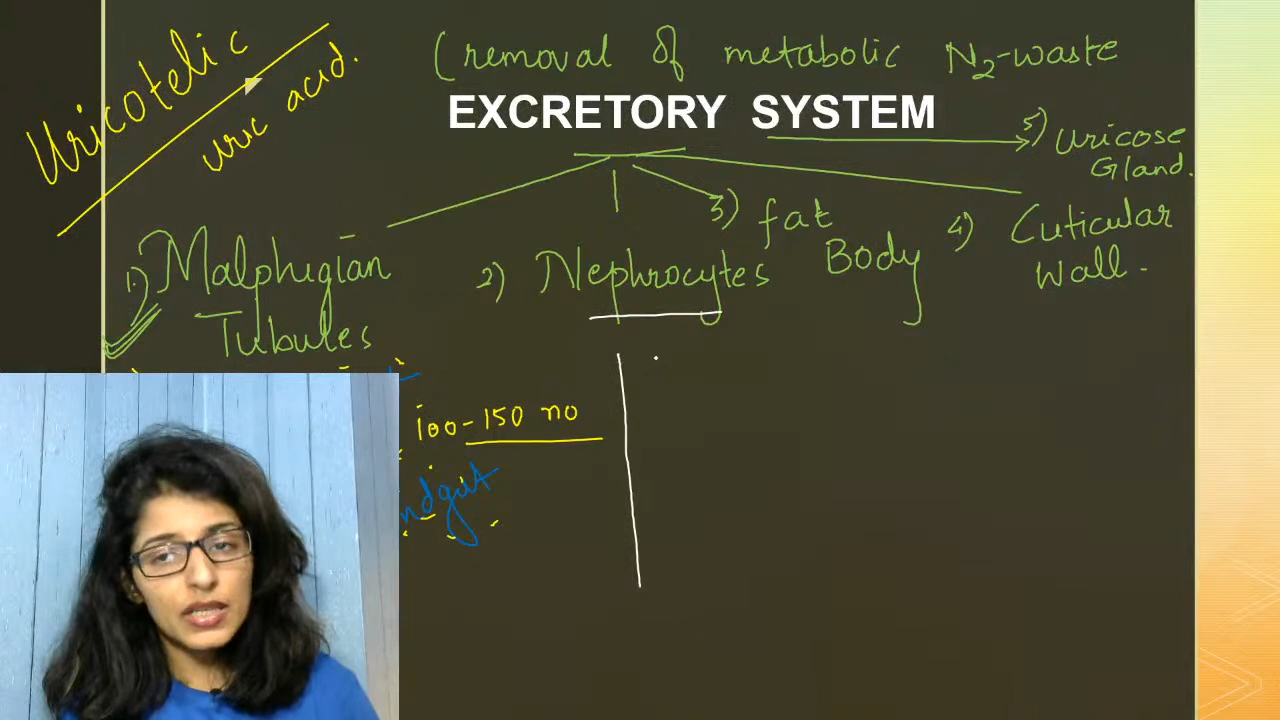 Uricotelic
uric acid.
(removal of metabolic N2-waste
EXCRETORY SYSTEM
5) Uricose
Gland.
1.) Malphigian
Tubules
2) Nephrocytes
3) fat
Body
4) Cuticular
Wall.
100-150 no
ndgut